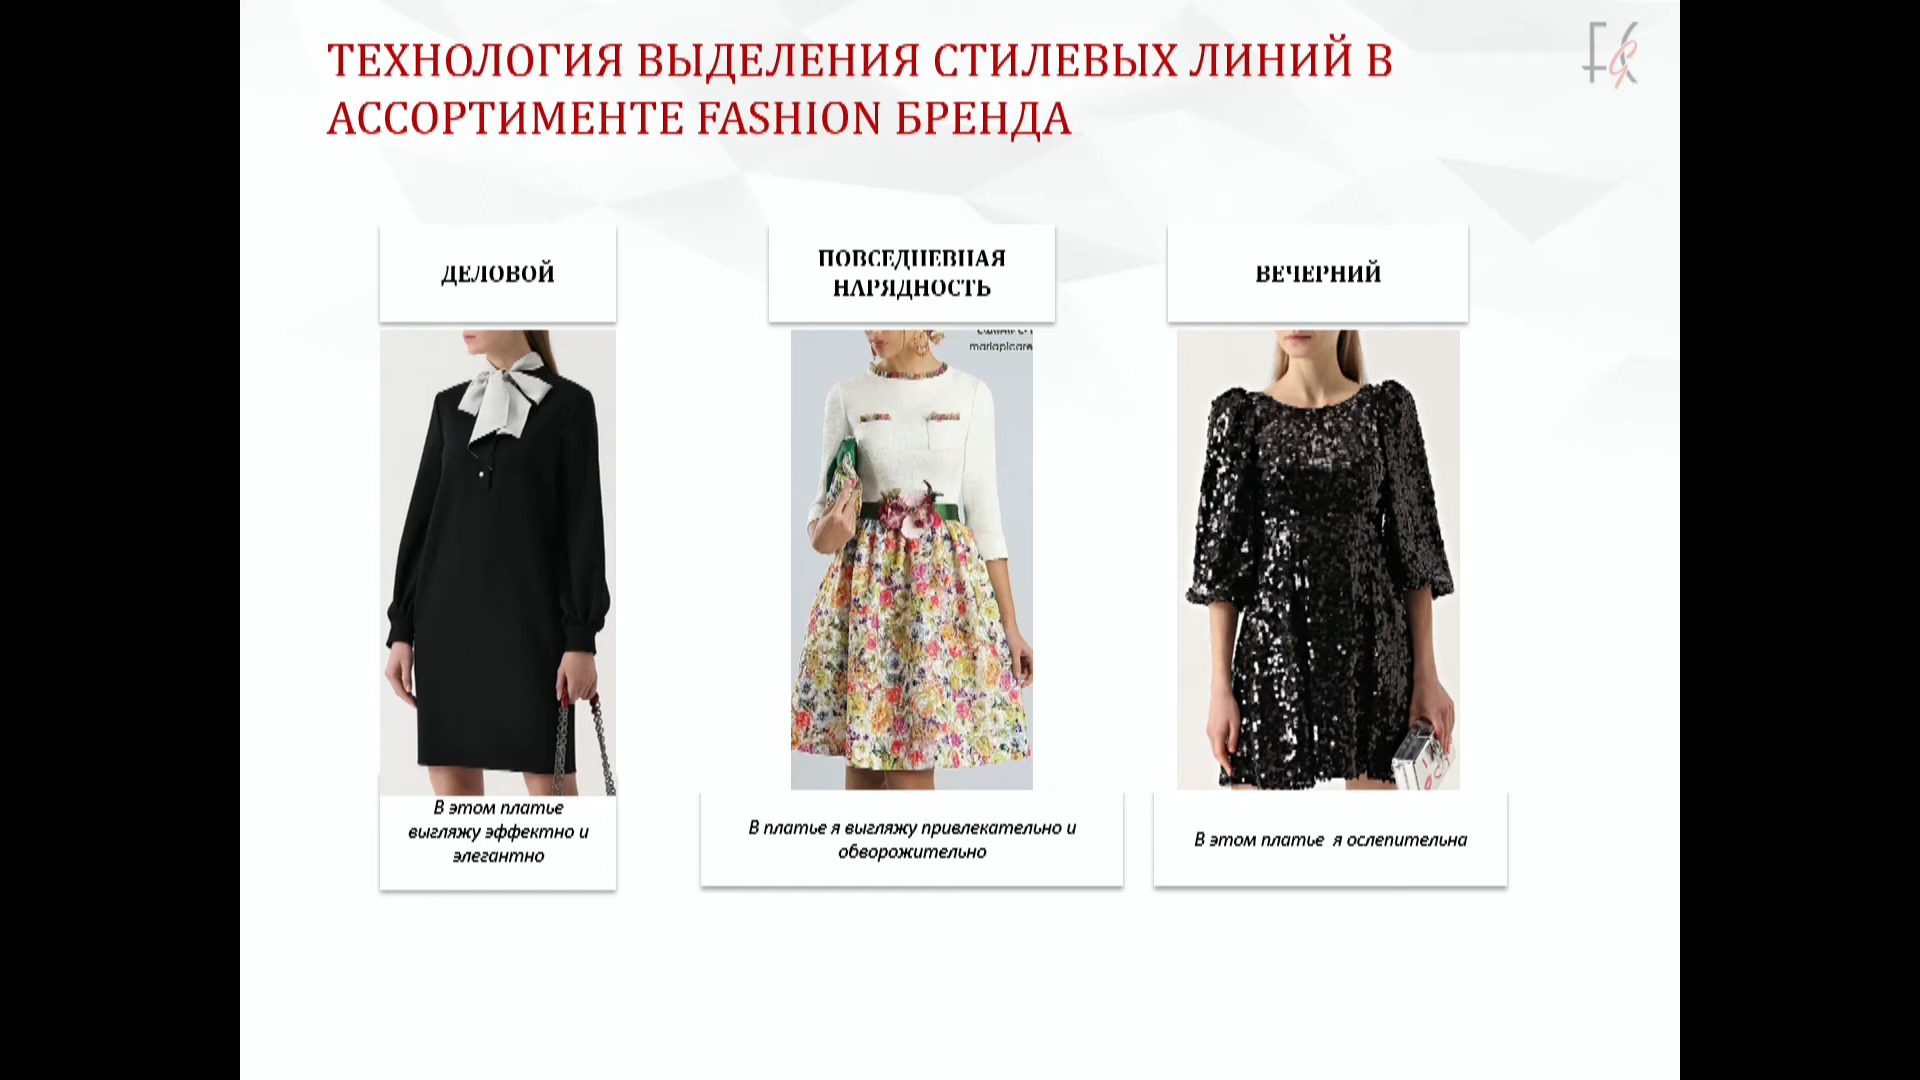 ТЕХНОЛОГИЯ ВЫДЕЛЕНИЯ СТИЛЕВЫХ ЛИНИЙ В
АССОРТИМЕНТЕ FASHION БРЕНДА
ДЕЛОВОЙ
ПОВСЕДНЕВНАЯ
НАРЯДНОСТЬ
ВЕЧЕРНИЙ
В этом платье
выгляжу эффектно и
элегантно
В платье я выгляжу привлекательно и
обворожительно
В этом платье я ослепительна